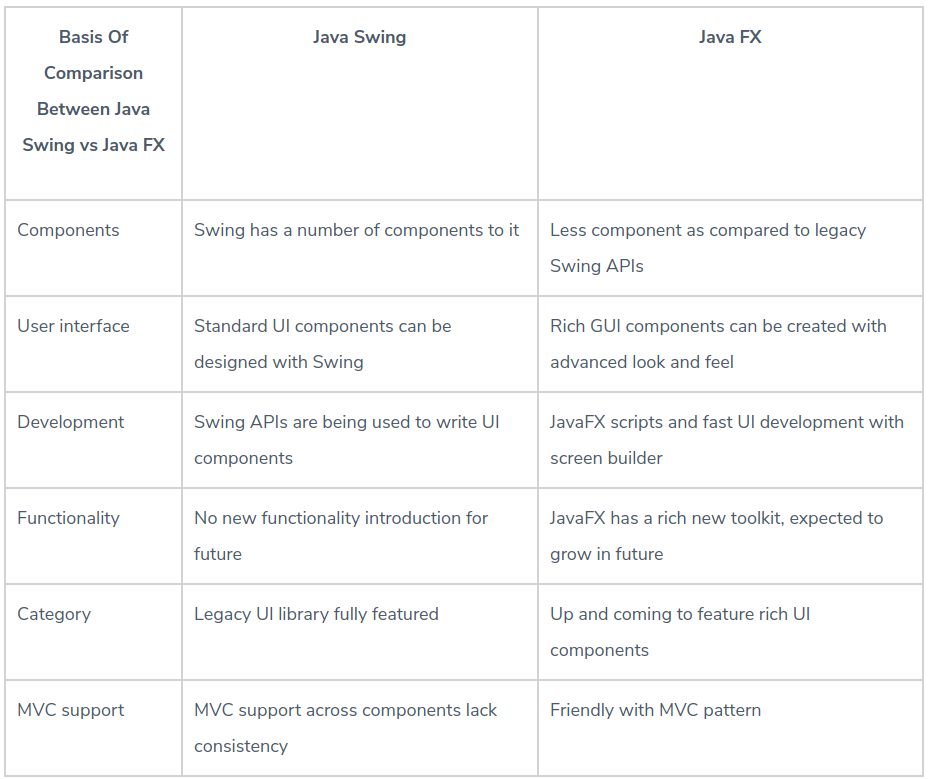 Basis Of
Comparison
Between Java
Swing vs Java FX
Java Swing
Java FX
Components
Swing has a number of components to it
Less component as compared to legacy
Swing APIs
User interface
Standard UI components can be
designed with Swing
Rich GUI components can be created with
advanced look and feel
Development
Swing APIs are being used to write UI
components
JavaFX scripts and fast UI development with
screen builder
Functionality
No new functionality introduction for
future
JavaFX has a rich new toolkit, expected to
grow in future
Category
Legacy UI library fully featured
Up and coming to feature rich UI
components
MVC support
MVC support across components lack
consistency
Friendly with MVC pattern